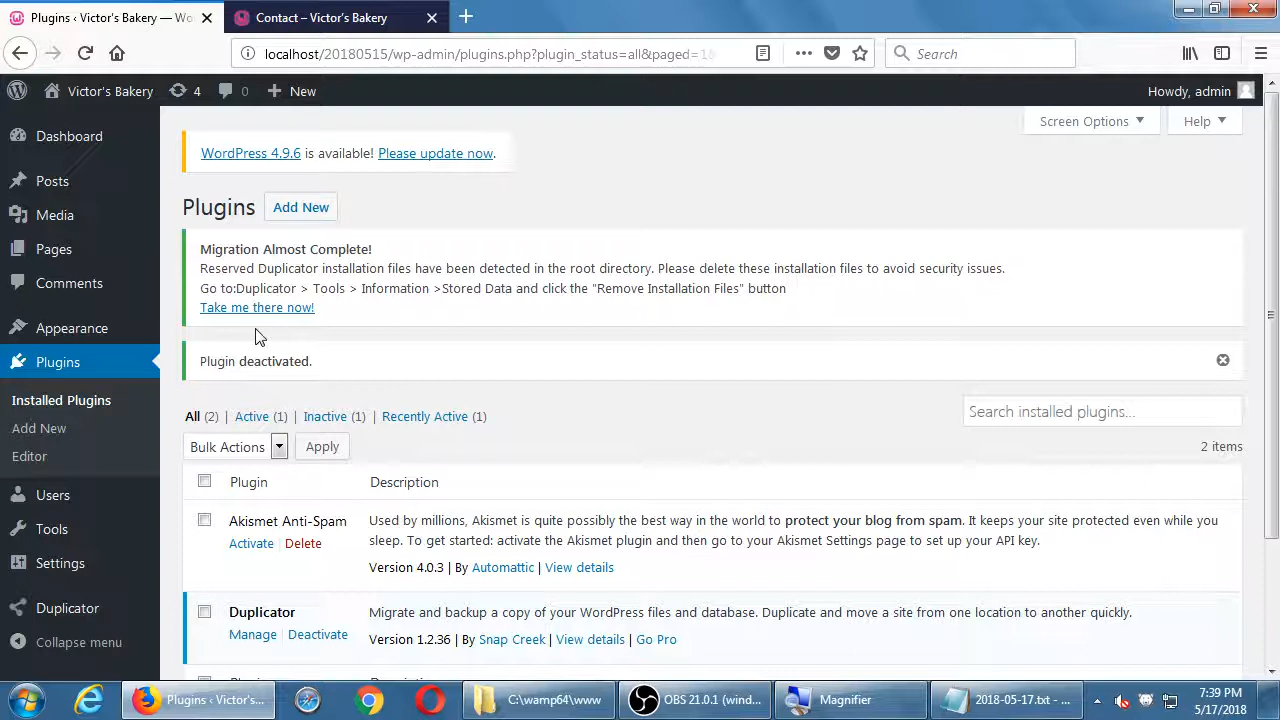 Plugins ‹ Victor's Bakery — Wo
Contact – Victor's Bakery
localhost/20180515/wp-admin/plugins.php?plugin_status=all&paged=1&
Search
Victor's Bakery
4
0
New
Howdy, admin
Dashboard
Posts
Media
Pages
Comments
Appearance
Plugins
Installed Plugins
Add New
Editor
Users
Tools
Settings
Duplicator
Collapse menu
Screen Options
Help
WordPress 4.9.6 is available! Please update now.
Plugins
Add New
Migration Almost Complete!
Reserved Duplicator installation files have been detected in the root directory. Please delete these installation files to avoid security issues.
Go to:Duplicator > Tools > Information >Stored Data and click the "Remove Installation Files" button
Take me there now!
Plugin deactivated.
All (2) | Active (1) | Inactive (1) | Recently Active (1)
Search installed plugins...
Bulk Actions
Apply
2 items
Plugin
Description
Akismet Anti-Spam
Activate | Delete
Used by millions, Akismet is quite possibly the best way in the world to protect your blog from spam. It keeps your site protected even while you
sleep. To get started: activate the Akismet plugin and then go to your Akismet Settings page to set up your API key.
Version 4.0.3 | By Automattic | View details
Duplicator
Manage | Deactivate
Migrate and backup a copy of your WordPress files and database. Duplicate and move a site from one location to another quickly.
Version 1.2.36 | By Snap Creek | View details | Go Pro
Plugins ‹ Victor's...
C:\wamp64\www
OBS 21.0.1 (wind...
Magnifier
2018-05-17.txt - ...
7:39 PM
5/17/2018